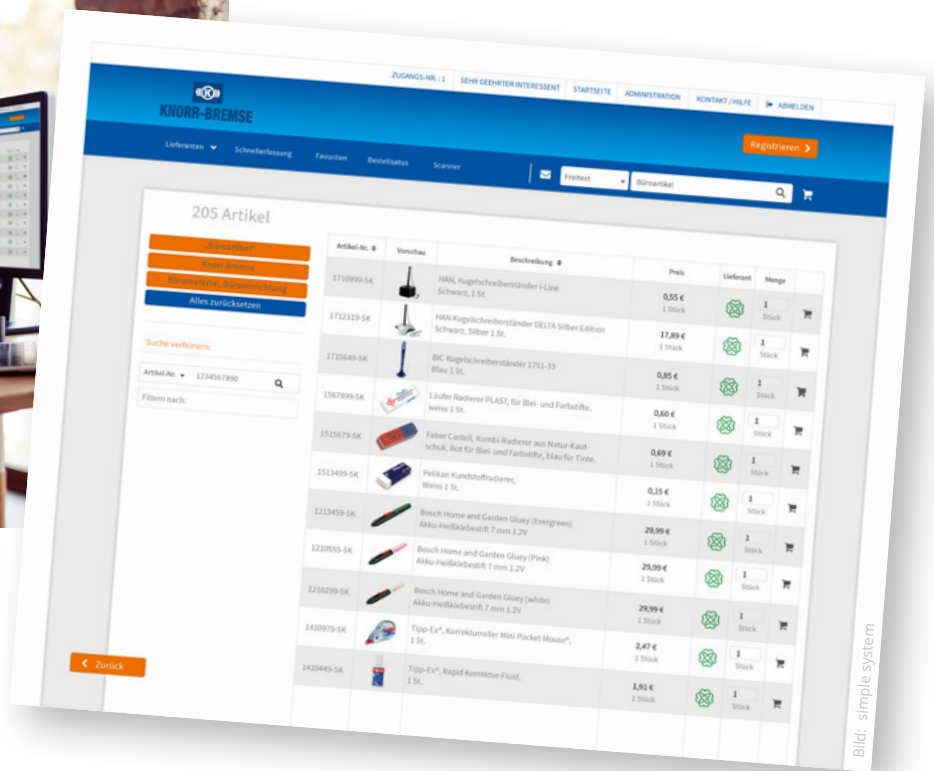 ZUGANGS-NR. : 1 SEHR GEEHRTER INTERESSENT STARTSEITE ADMINISTRATION KONTAKT / HILFE ABMELDEN
KNORR-BREMSE
Registrieren
Lieferanten Schnellerfassung Favoriten Bestellsatus Scanner Freitext Büroartikel
205 Artikel
„Büroartikel"
Knorr Bremse
Büromaterial, Büroeinrichtung
Alles zurücksetzen
Suche verfeinern:
Artikel-Nr. 1234567890
Filtern nach:
Artikel-Nr. Vorschau Beschreibung Preis Lieferant Menge
1710999-SK HAN, Kugelschreiberständer i-Line 0,55 € 1
Schwarz, 1 St. 1 Stück Stück
1712319-SK HAN Kugelschreiberständer DELTA Silber Edition 17,89 € 1
Schwarz, Silber 1 St. 1 Stück Stück
1715649-SK BIC Kugelschreiberständer 1751-33 0,85 € 1
Blau 1 St. 1 Stück Stück
1567899-SK Läufer Radierer PLAST, für Blei- und Farbstifte. 0,60 € 1
weiss 1 St. 1 Stück Stück
1515679-SK Faber Castell, Kombi-Radierer aus Natur-Kaut- 0,69 € 1
schuk. Rot für Blei- und Farbstifte, blau für Tinte. 1 Stück Stück
1513499-SK Pelikan Kundstoffradierer, 0,15 € 1
Weiss 1 St. 1 Stück Stück
1213459-SK Bosch Home and Garden Gluey (Evergreen) 29,99 € 1
Akku-Heißklebestift 7 mm 1.2V 1 Stück Stück
1210555-SK Bosch Home and Garden Gluey (Pink) 29,99 € 1
Akku-Heißklebestift 7 mm 1.2V 1 Stück Stück
1210299-SK Bosch Home and Garden Gluey (white) 29,99 € 1
Akku-Heißklebestift 7 mm 1.2V 1 Stück Stück
1410979-SK Tipp-Ex®, Korrekturroller Mini Pocket Mouse®, 2,47 € 1
1 St. 1 Stück Stück
1410449-SK Tipp-Ex®, Rapid Korrektur-Fluid, 1,91 € 1
1 St. 1 Stück Stück
Zurück
Bild: simple system